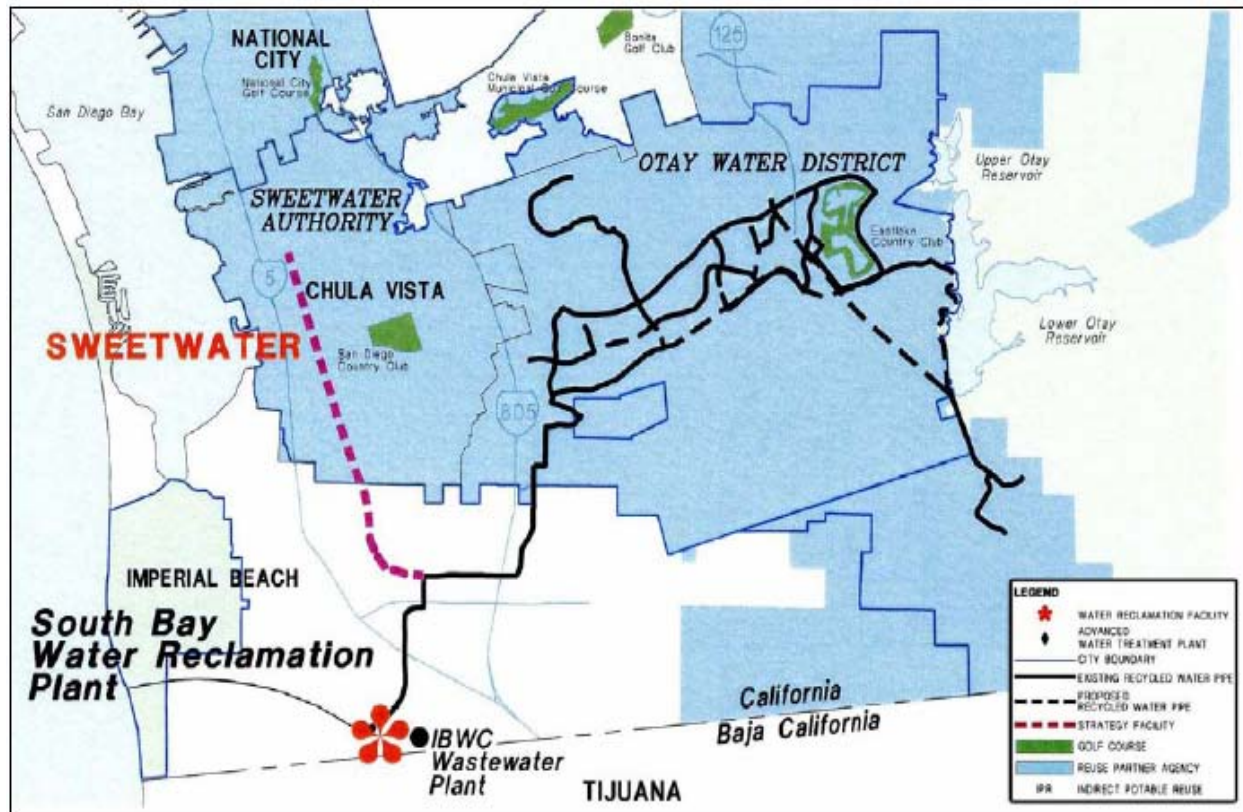 NATIONAL
CITY
National City
Golf Course
San Diego Bay
Chula Vista
Municipal Golf Course
Bonita
Golf Club
125
OTAY WATER DISTRICT
Upper Otay
Reservoir
SWEETWATER
AUTHORITY
Eastlake
Country Club
5
CHULA VISTA
SWEETWATER
San Diego
Country Club
Lower Otay
Reservoir
805
IMPERIAL BEACH
South Bay
Water Reclamation
Plant
California
Baja California
IBWC
Wastewater
Plant
TIJUANA
LEGEND
WATER RECLAMATION FACILITY
ADVANCED
WATER TREATMENT PLANT
CITY BOUNDARY
EXISTING RECYCLED WATER PIPE
PROPOSED
RECYCLED WATER PIPE
STRATEGY FACILITY
GOLF COURSE
REUSE PARTNER AGENCY
IPR INDIRECT POTABLE REUSE